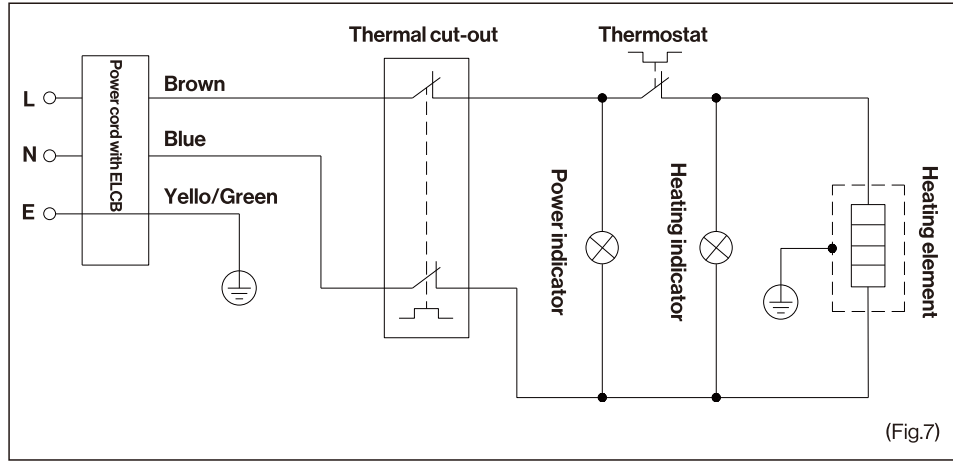 Thermal cut-out
Thermostat
L
N
E
Power cord with ELCB
Brown
Blue
Yello/Green
Power indicator
Heating indicator
Heating element
(Fig.7)